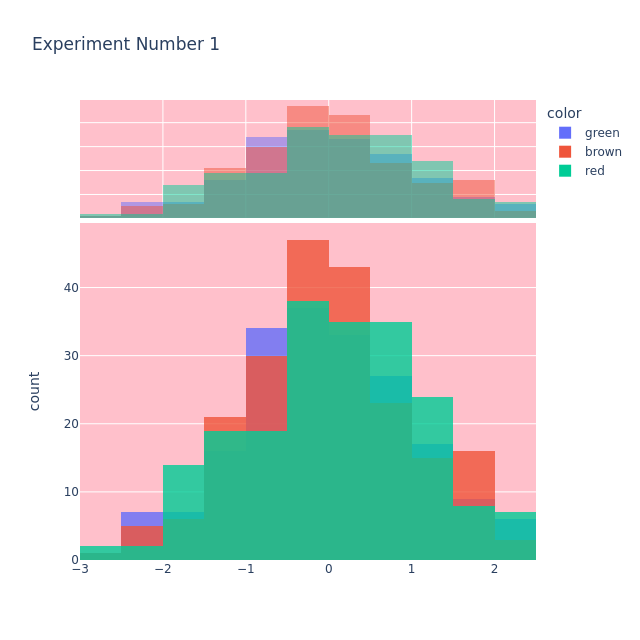 Experiment Number 1
color
green
brown
red
count
40
30
20
10
0
−3
−2
−1
0
1
2